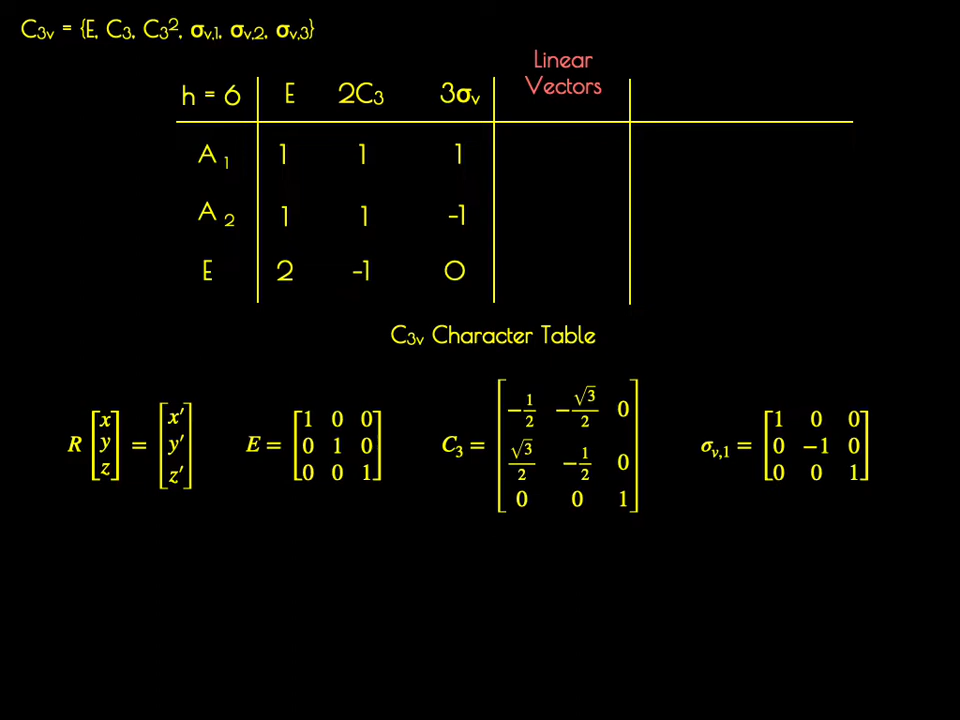 C₃ᵥ = {E, C₃, C₃², σᵥ,₁, σᵥ,₂, σᵥ,₃}
Linear
Vectors
h = 6 E 2C₃ 3σᵥ
A₁ 1 1 1
A₂ 1 1 -1
E 2 -1 0
C₃ᵥ Character Table
R [x y z] = [x′ y′ z′] E = [1 0 0; 0 1 0; 0 0 1] C₃ = [−1/2 −√3/2 0; √3/2 −1/2 0; 0 0 1] σᵥ,₁ = [1 0 0; 0 −1 0; 0 0 1]